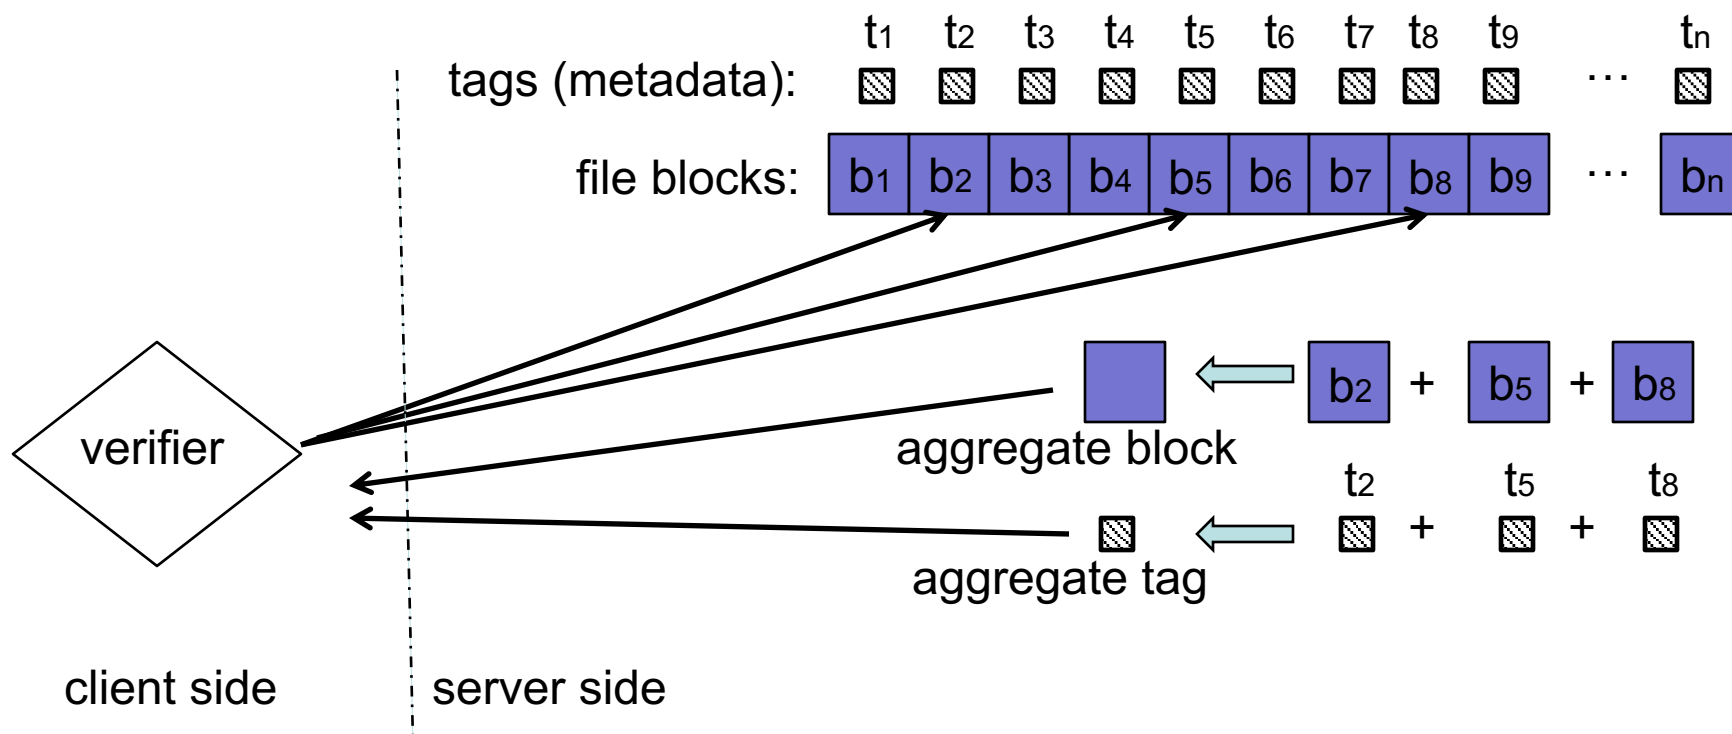 t1 t2 t3 t4 t5 t6 t7 t8 t9 tn
tags (metadata): ...
file blocks: b1 b2 b3 b4 b5 b6 b7 b8 b9 ... bn
b2 + b5 + b8
verifier
aggregate block
t2 t5 t8
+ +
aggregate tag
client side server side